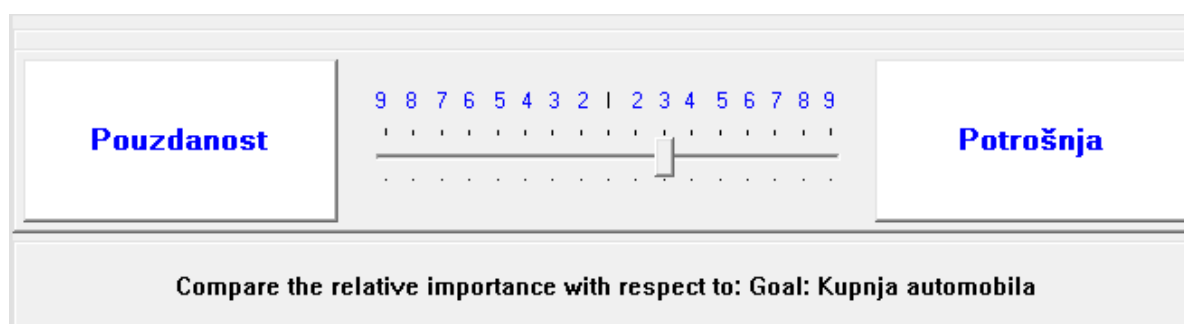 9 8 7 6 5 4 3 2 | 2 3 4 5 6 7 8 9
Pouzdanost
Potrošnja
Compare the relative importance with respect to: Goal: Kupnja automobila